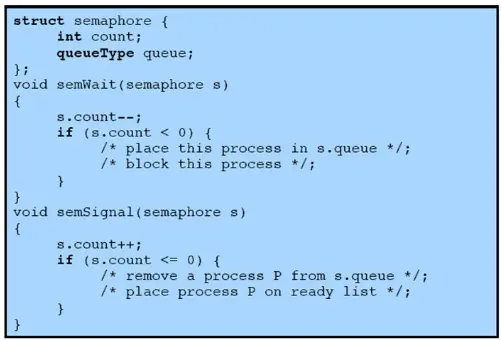 struct semaphore {
int count;
queueType queue;
};
void semWait(semaphore s)
{
s.count--;
if (s.count < 0) {
/* place this process in s.queue */;
/* block this process */;
}
}
void semSignal(semaphore s)
{
s.count++;
if (s.count <= 0) {
/* remove a process P from s.queue */;
/* place process P on ready list */;
}
}